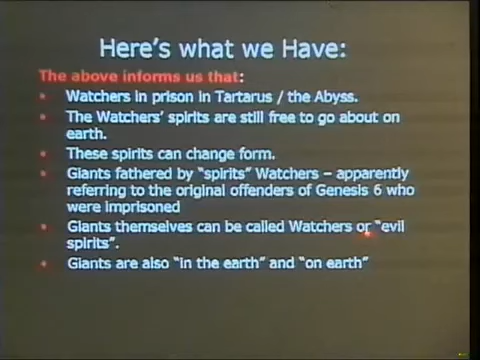 Here's what we Have:
The above informs us that:
• Watchers in prison in Tartarus / the Abyss.
• The Watchers' spirits are still free to go about on
earth.
• These spirits can change form.
• Giants fathered by "spirits" Watchers – apparently
referring to the original offenders of Genesis 6 who
were imprisoned
• Giants themselves can be called Watchers or "evil
spirits".
• Giants are also "in the earth" and "on earth"